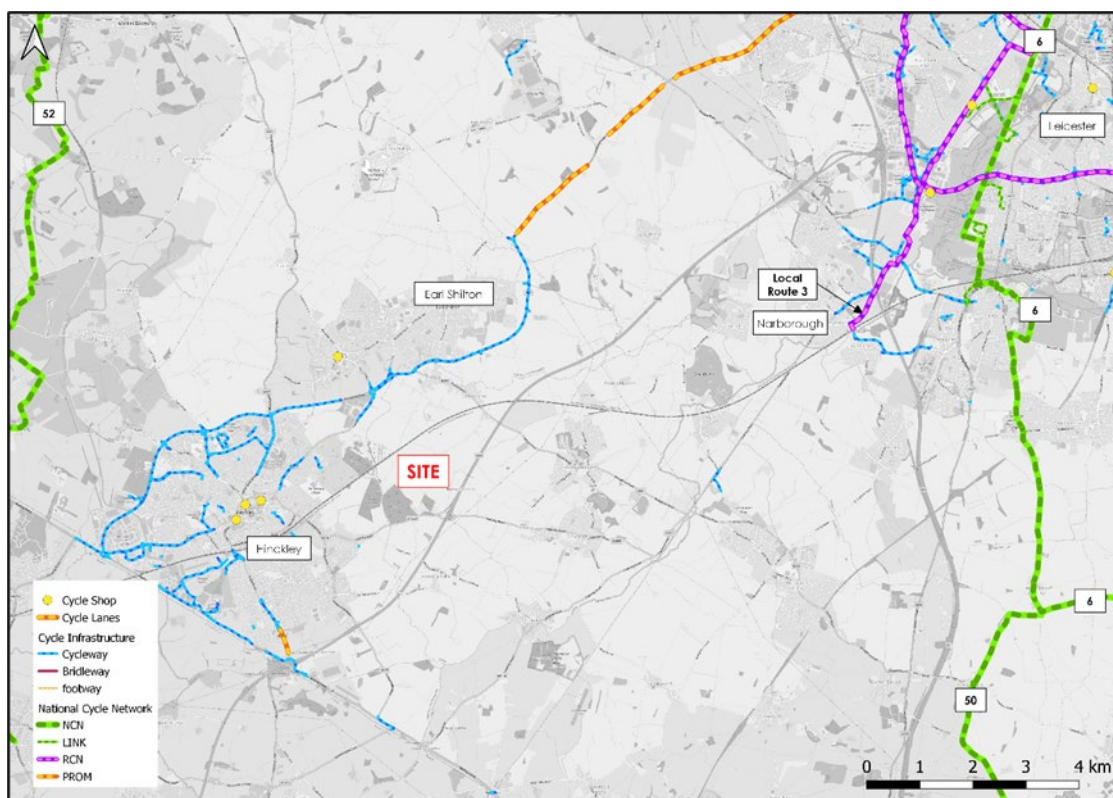 6
52
Leicester
Earl Shilton
Local
Route 3
Narborough
6
SITE
Hinckley
6
50
Cycle Shop
Cycle Lanes
Cycle Infrastructure
Cycleway
Bridleway
footway
National Cycle Network
NCN
LINK
RCN
PROM
0 1 2 3 4 km